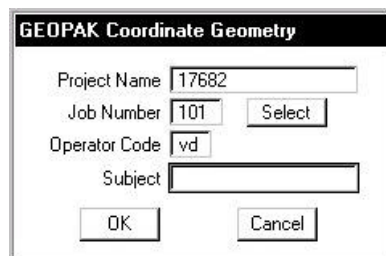 GEOPAK Coordinate Geometry
Project Name 17682
Job Number 101 Select
Operator Code vd
Subject
OK Cancel